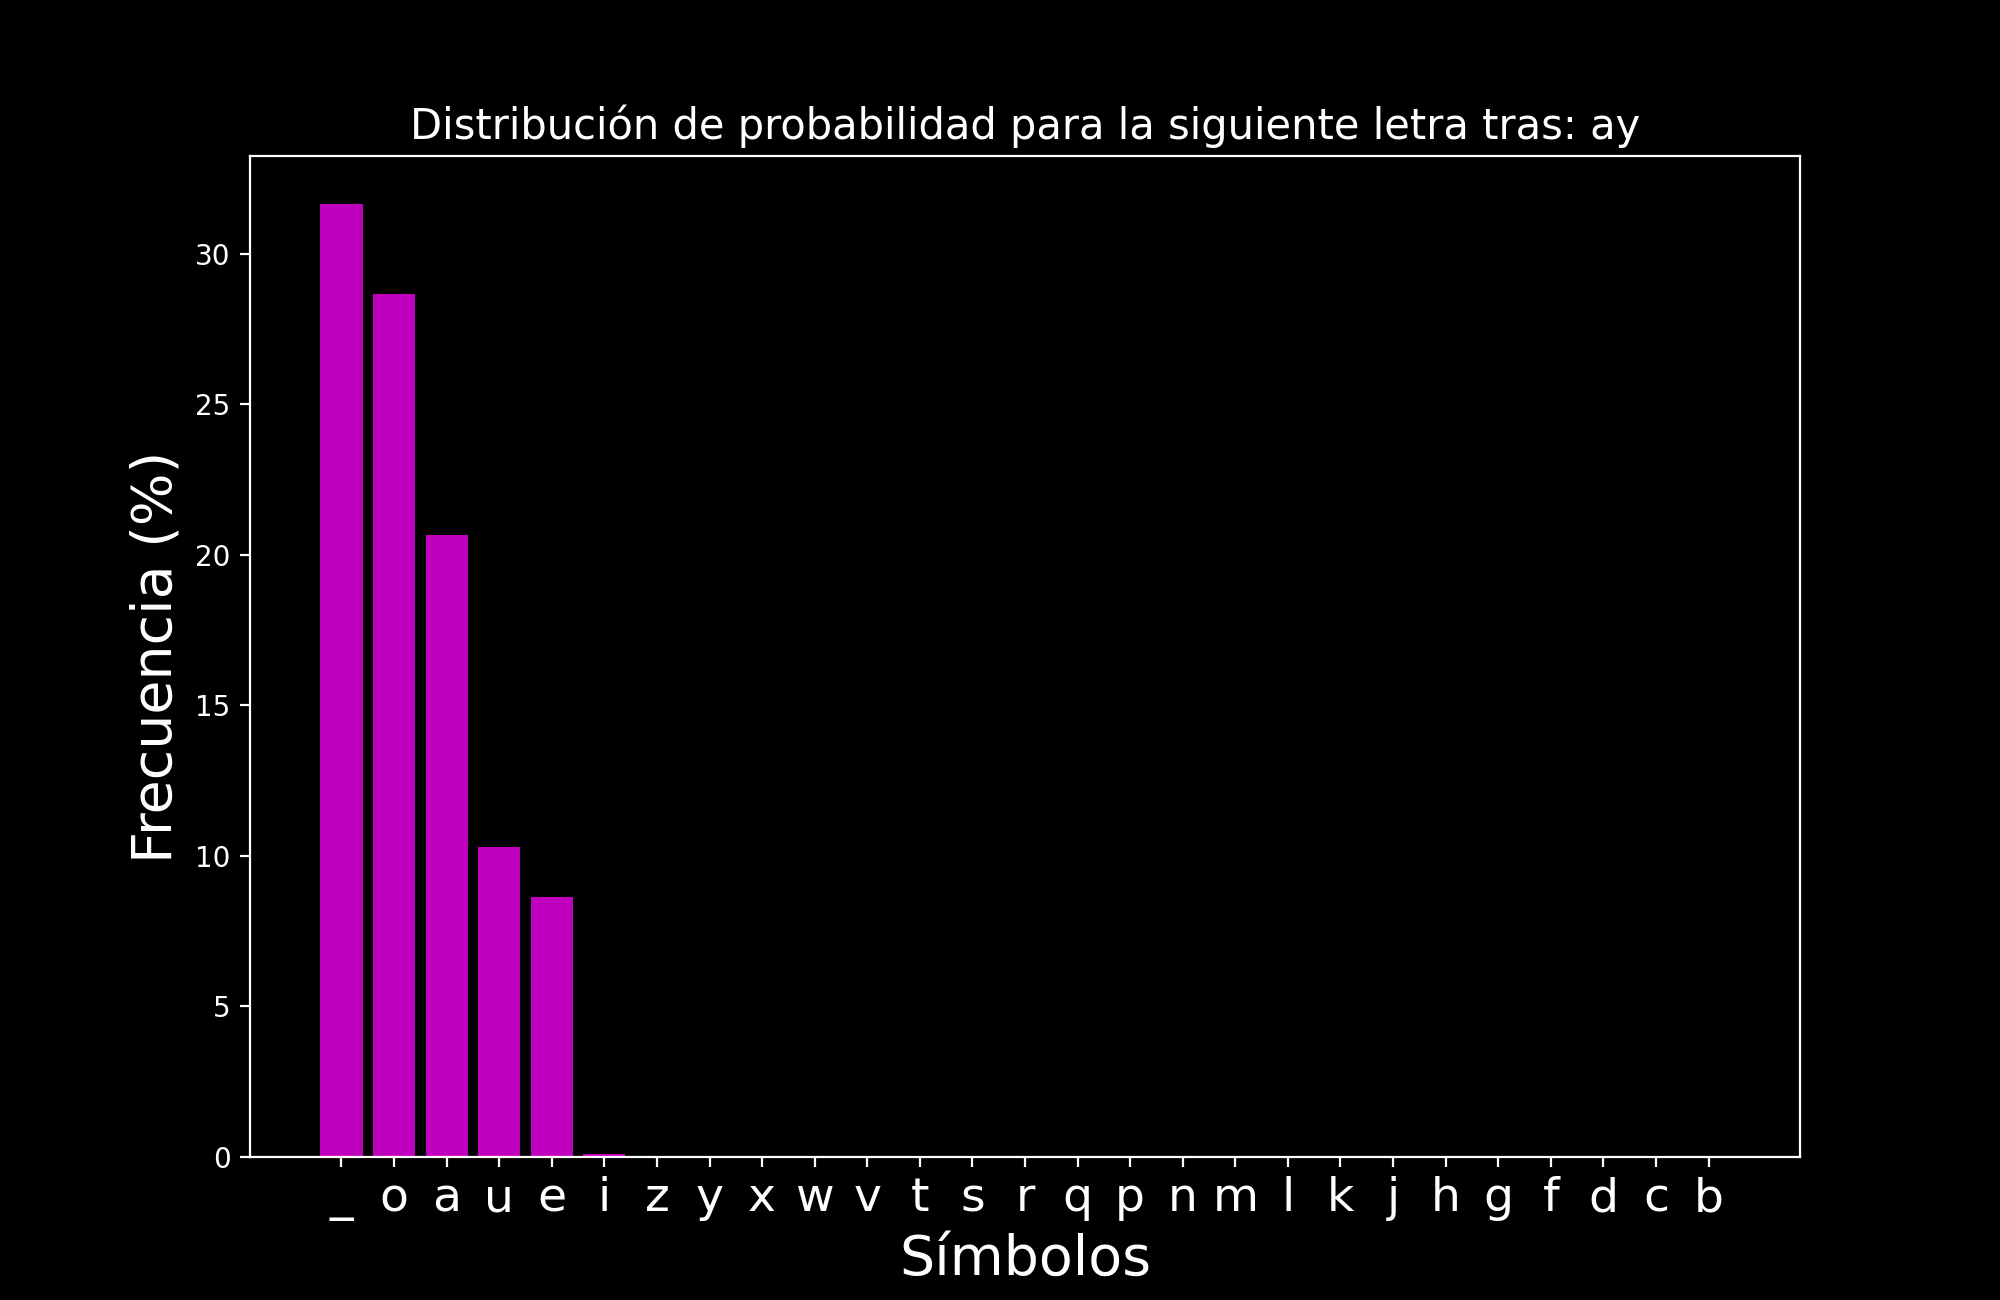 Distribución de probabilidad para la siguiente letra tras: ay
Frecuencia (%)
30
25
20
15
10
5
0
_ o a u e i z y x w v t s r q p n m l k j h g f d c b
Símbolos